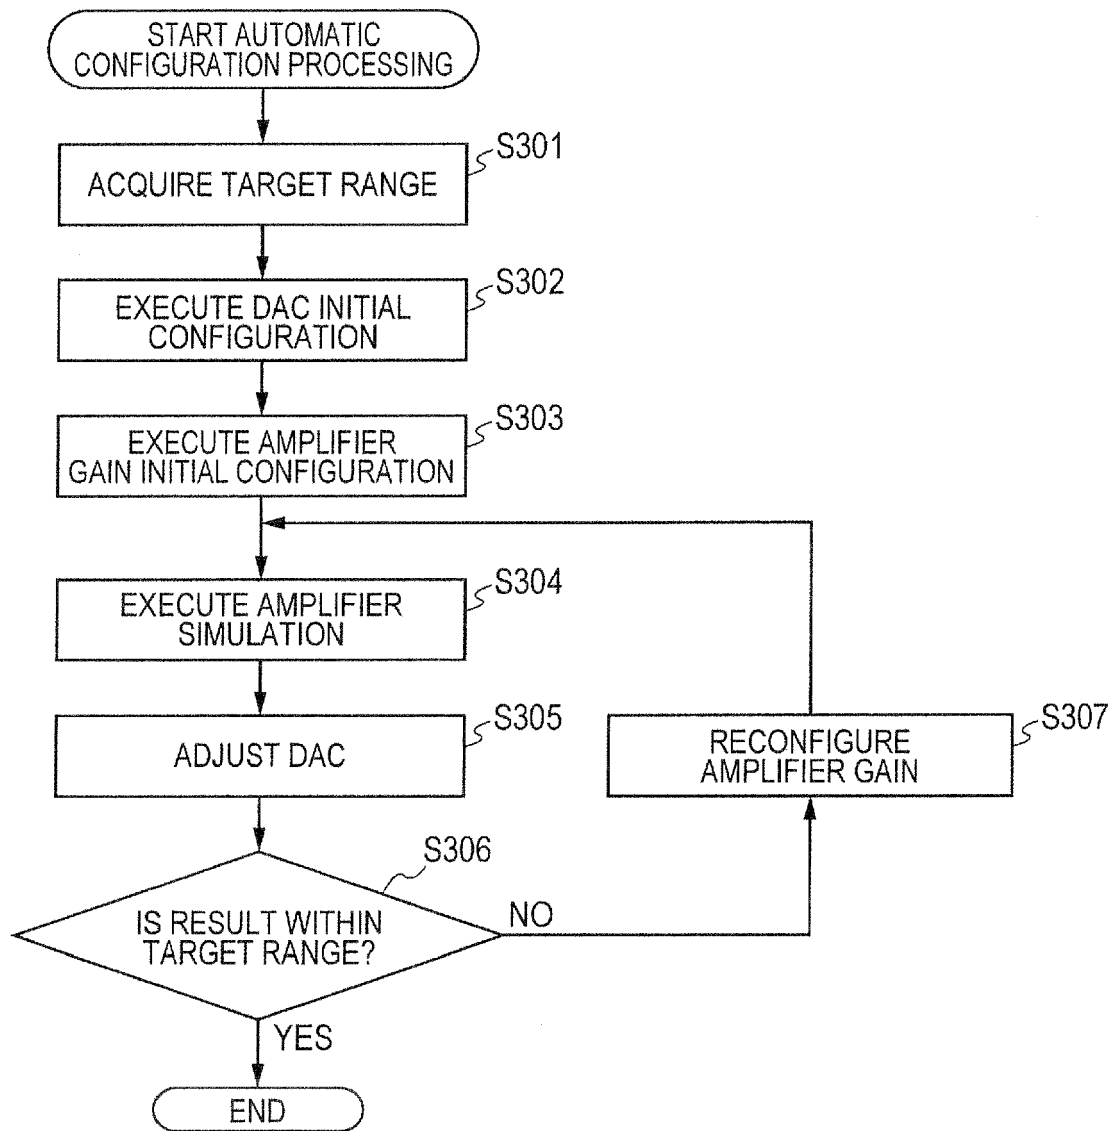 START AUTOMATIC
CONFIGURATION PROCESSING
S301
ACQUIRE TARGET RANGE
S302
EXECUTE DAC INITIAL
CONFIGURATION
S303
EXECUTE AMPLIFIER
GAIN INITIAL CONFIGURATION
S304
EXECUTE AMPLIFIER
SIMULATION
S305
ADJUST DAC
S307
RECONFIGURE
AMPLIFIER GAIN
S306
IS RESULT WITHIN
TARGET RANGE?
NO
YES
END